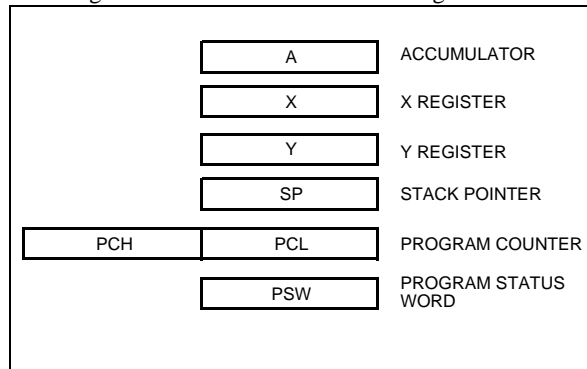 A ACCUMULATOR
X X REGISTER
Y Y REGISTER
SP STACK POINTER
PCH PCL PROGRAM COUNTER
PSW PROGRAM STATUS
WORD